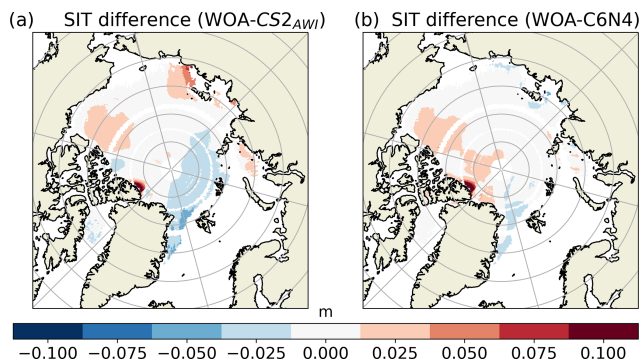 (a) SIT difference (WOA-CS2AWI)
(b) SIT difference (WOA-C6N4)
m
−0.100 −0.075 −0.050 −0.025 0.000 0.025 0.050 0.075 0.100